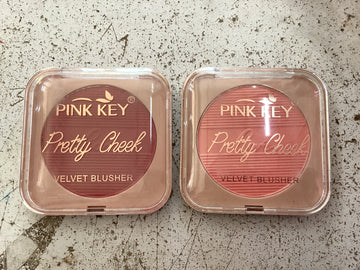 PINK KEY®
Pretty Cheek
VELVET BLUSHER
PINK KEY
Pretty Cheek
VELVET BLUSHER